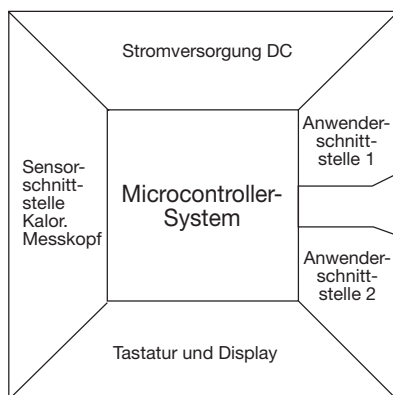 Stromversorgung DC
Anwender-
schnitt-
stelle 1
Sensor-
schnitt-
stelle
Kalor.
Messkopf
Microcontroller-
System
Anwender-
schnitt-
stelle 2
Tastatur und Display